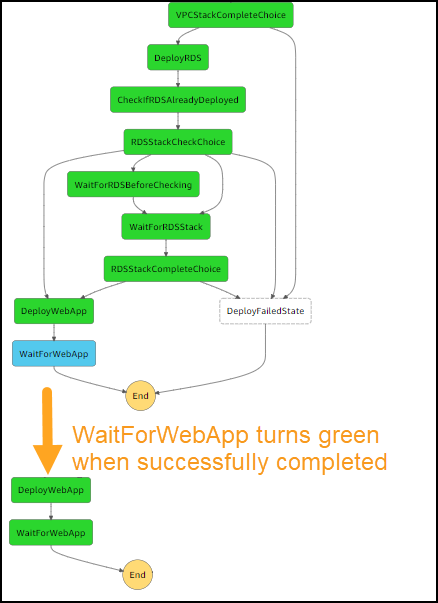 VPCStackCompleteChoice
DeployRDS
CheckIfRDSAlreadyDeployed
RDSStackCheckChoice
WaitForRDSBeforeChecking
WaitForRDSStack
RDSStackCompleteChoice
DeployWebApp
DeployFailedState
WaitForWebApp
End
WaitForWebApp turns green
when successfully completed
DeployWebApp
WaitForWebApp
End